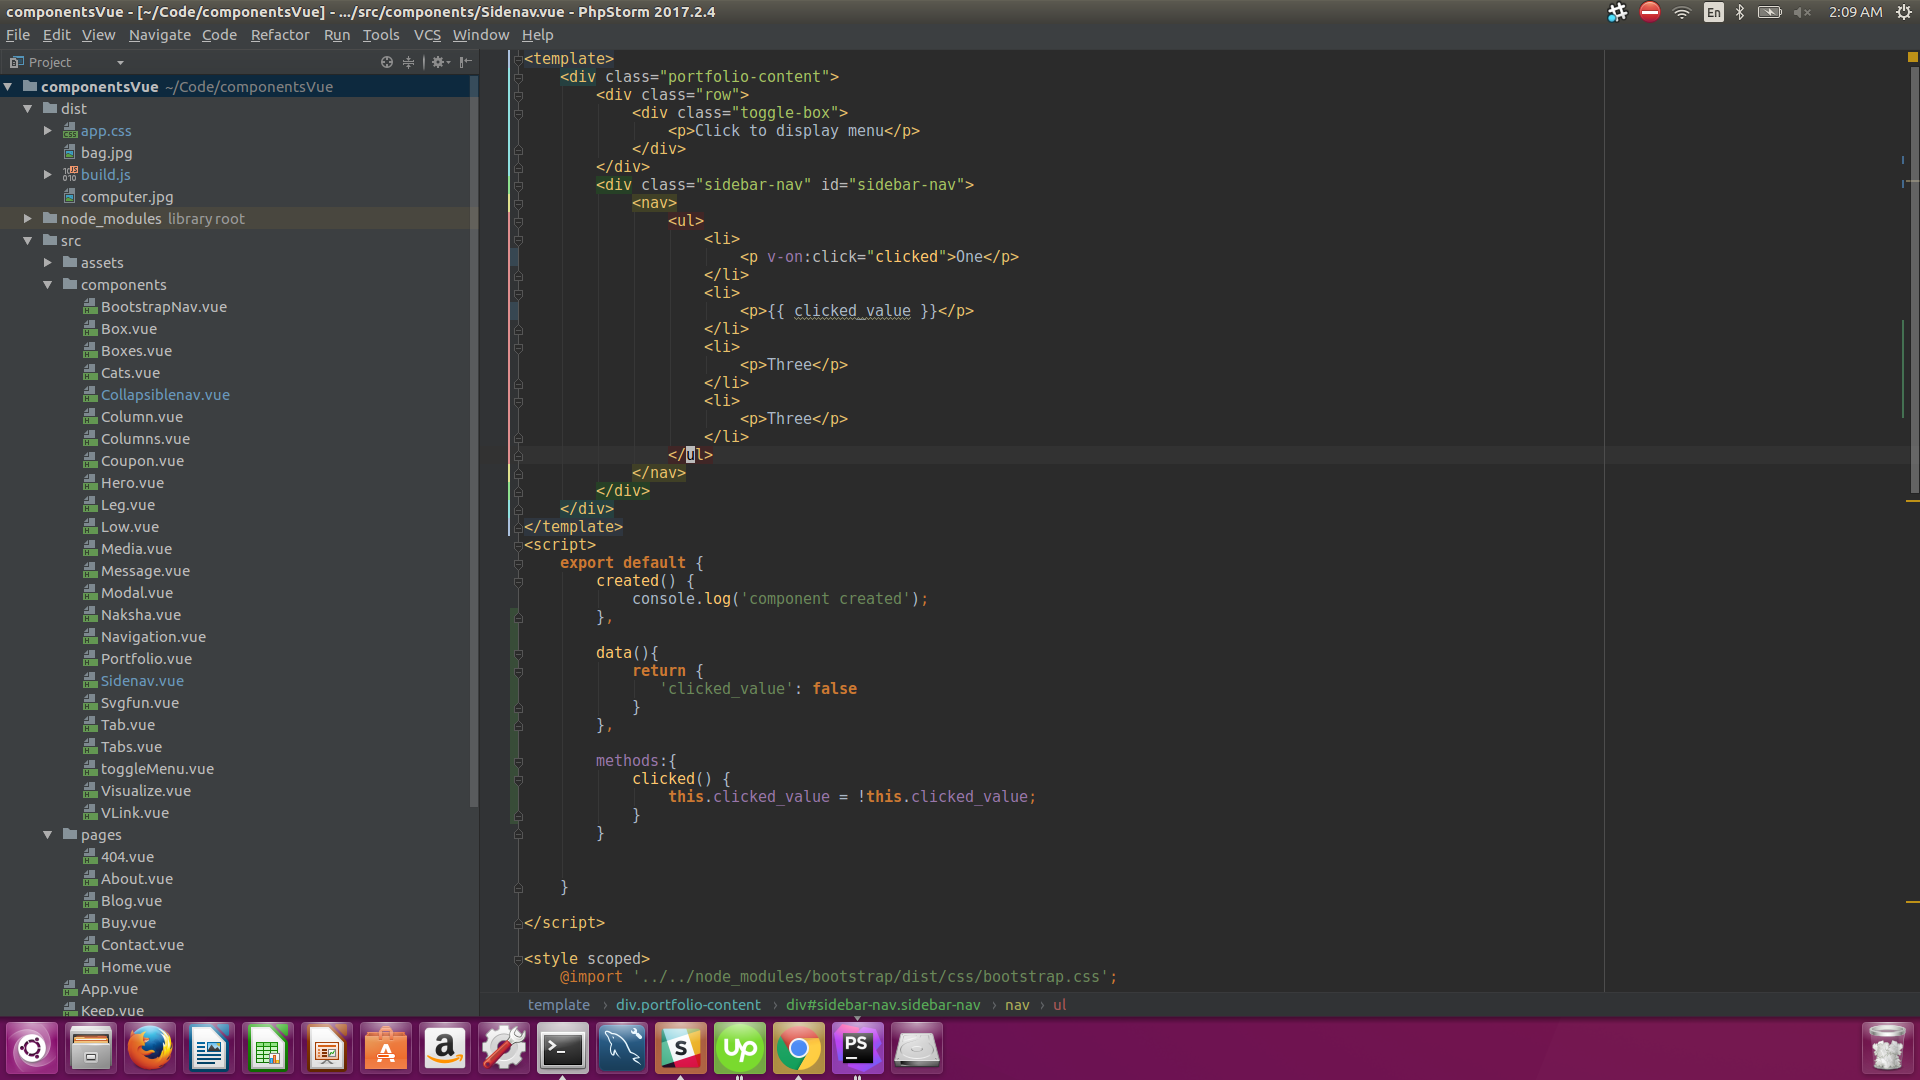 componentsVue - [~/Code/componentsVue] - .../src/components/Sidenav.vue - PhpStorm 2017.2.4
En
2:09 AM
File Edit View Navigate Code Refactor Run Tools VCS Window Help
Project
componentsVue ~/Code/componentsVue
dist
app.css
bag.jpg
build.js
computer.jpg
node_modules library root
src
assets
components
BootstrapNav.vue
Box.vue
Boxes.vue
Cats.vue
Collapsiblenav.vue
Column.vue
Columns.vue
Coupon.vue
Hero.vue
Leg.vue
Low.vue
Media.vue
Message.vue
Modal.vue
Naksha.vue
Navigation.vue
Portfolio.vue
Sidenav.vue
Svgfun.vue
Tab.vue
Tabs.vue
toggleMenu.vue
Visualize.vue
VLink.vue
pages
404.vue
About.vue
Blog.vue
Buy.vue
Contact.vue
Home.vue
App.vue
Keep.vue
<template>
<div class="portfolio-content">
<div class="row">
<div class="toggle-box">
<p>Click to display menu</p>
</div>
</div>
<div class="sidebar-nav" id="sidebar-nav">
<nav>
<ul>
<li>
<p v-on:click="clicked">One</p>
</li>
<li>
<p>{{ clicked_value }}</p>
</li>
<li>
<p>Three</p>
</li>
<li>
<p>Three</p>
</li>
</ul>
</nav>
</div>
</div>
</template>
<script>
export default {
created() {
console.log('component created');
},
data(){
return {
'clicked_value': false
}
},
methods:{
clicked() {
this.clicked_value = !this.clicked_value;
}
}
}
</script>
<style scoped>
@import '../../node_modules/bootstrap/dist/css/bootstrap.css';
template › div.portfolio-content › div#sidebar-nav.sidebar-nav › nav › ul
a
>_
S
up
PS